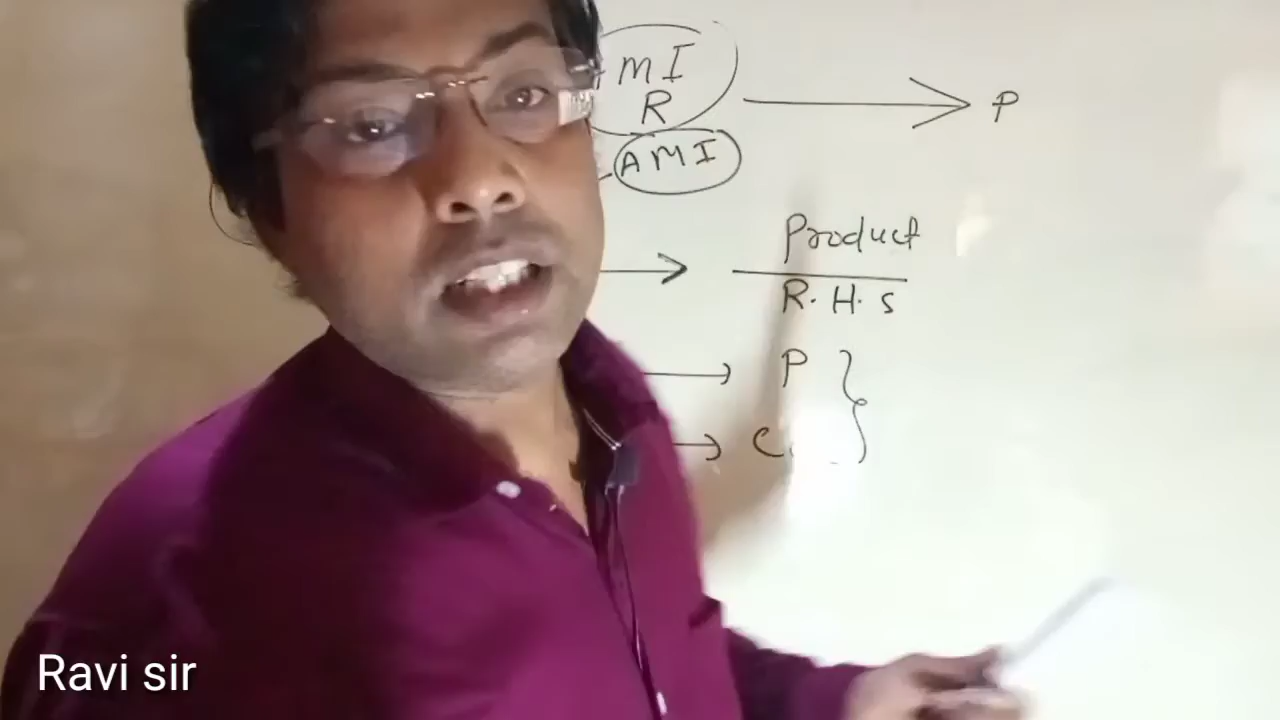 MI
R → P
AMI
→ Product
R.H.S
→ P }
→ C.
Ravi sir